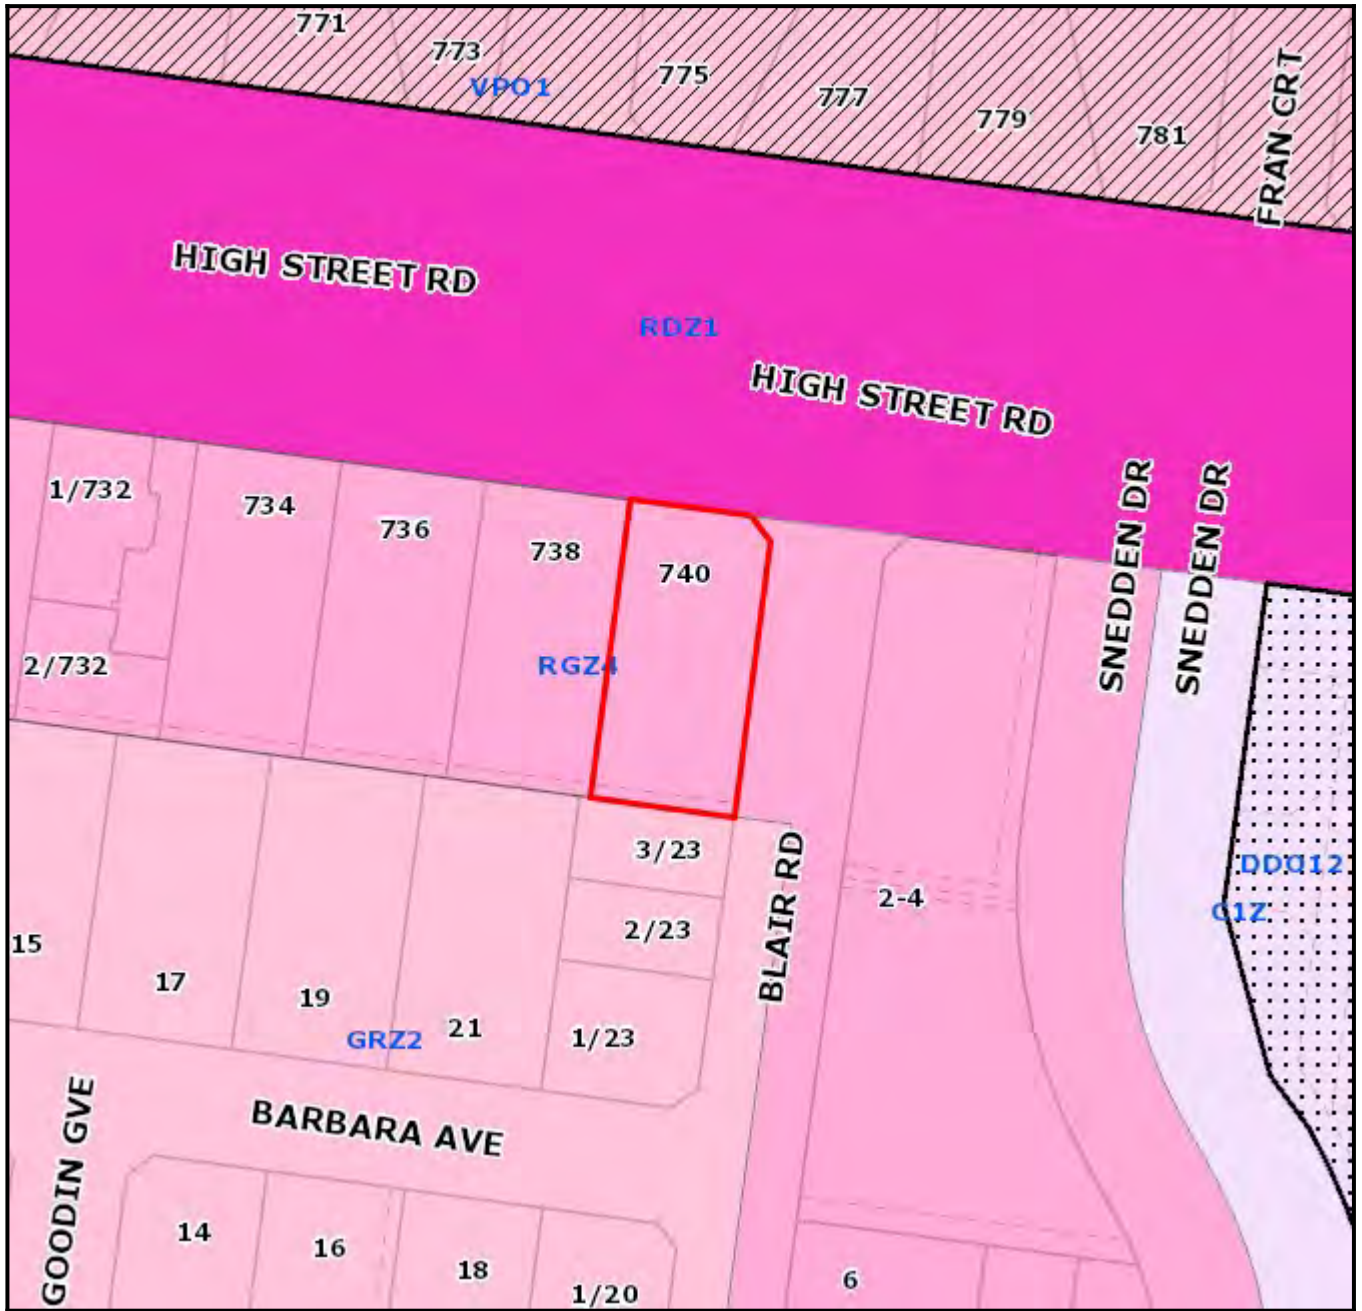 771
773
VPO1
775
777
779
781
FRAN CRT
HIGH STREET RD
RDZ1
HIGH STREET RD
1/732
734
736
738
740
SNEDDEN DR
SNEDDEN DR
2/732
RGZ4
3/23
BLAIR RD
2-4
DDO12
C1Z
2/23
15
17
19
21
1/23
GRZ2
BARBARA AVE
GOODIN GVE
14
16
18
1/20
6